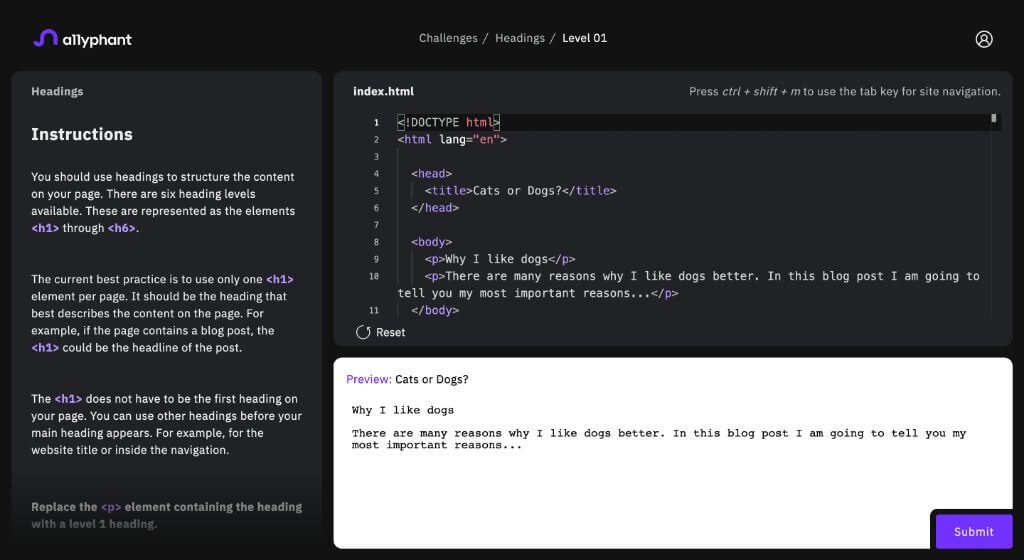 a11yphant
Challenges / Headings / Level 01
Headings
Instructions
You should use headings to structure the content
on your page. There are six heading levels
available. These are represented as the elements
<h1> through <h6>.
The current best practice is to use only one <h1>
element per page. It should be the heading that
best describes the content on the page. For
example, if the page contains a blog post, the
<h1> could be the headline of the post.
The <h1> does not have to be the first heading on
your page. You can use other headings before your
main heading appears. For example, for the
website title or inside the navigation.
Replace the <p> element containing the heading
with a level 1 heading.
index.html
Press ctrl + shift + m to use the tab key for site navigation.
1 <!DOCTYPE html>
2 <html lang="en">
3
4 <head>
5 <title>Cats or Dogs?</title>
6 </head>
7
8 <body>
9 <p>Why I like dogs</p>
10 <p>There are many reasons why I like dogs better. In this blog post I am going to
tell you my most important reasons...</p>
11 </body>
Reset
Preview: Cats or Dogs?
Why I like dogs
There are many reasons why I like dogs better. In this blog post I am going to tell you my
most important reasons...
Submit